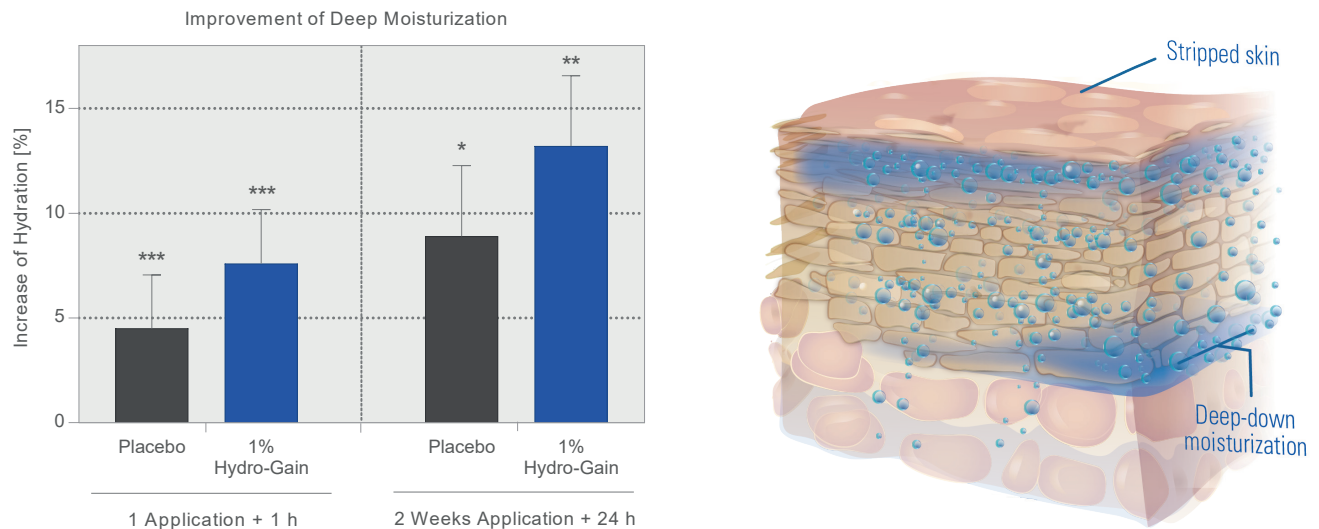 Improvement of Deep Moisturization
Increase of Hydration [%]
15
10
5
0
***
***
*
**
Placebo
1%
Hydro-Gain
Placebo
1%
Hydro-Gain
1 Application + 1 h
2 Weeks Application + 24 h
Stripped skin
Deep-down
moisturization